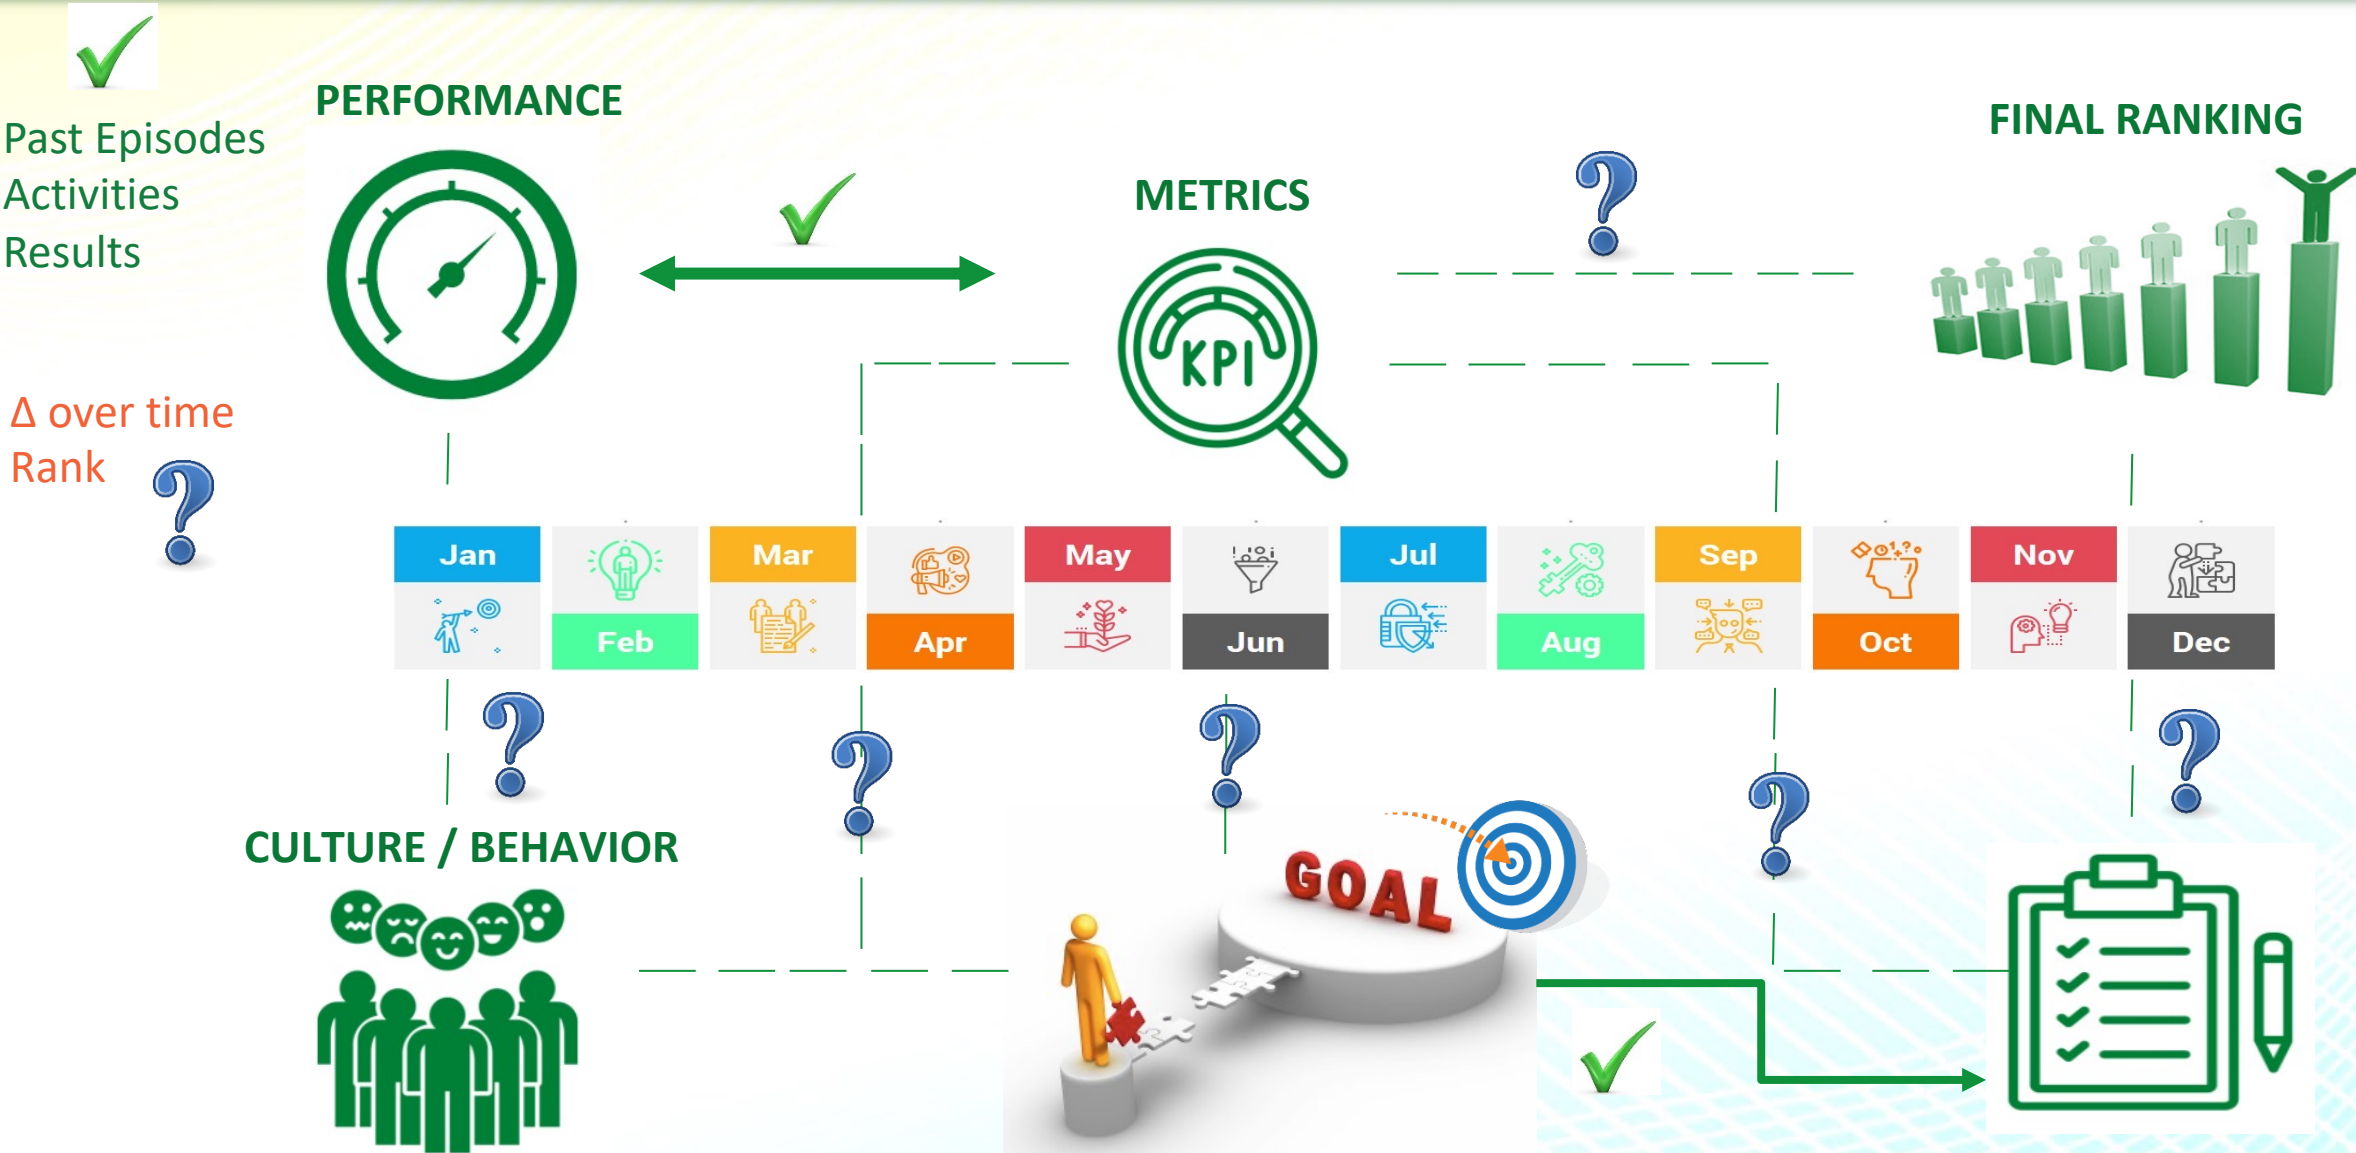 PERFORMANCE
FINAL RANKING
Past Episodes
Activities
Results
METRICS
KPI
Δ over time
Rank
Jan
Feb
Mar
Apr
May
Jun
Jul
Aug
Sep
Oct
Nov
Dec
CULTURE / BEHAVIOR
GOAL